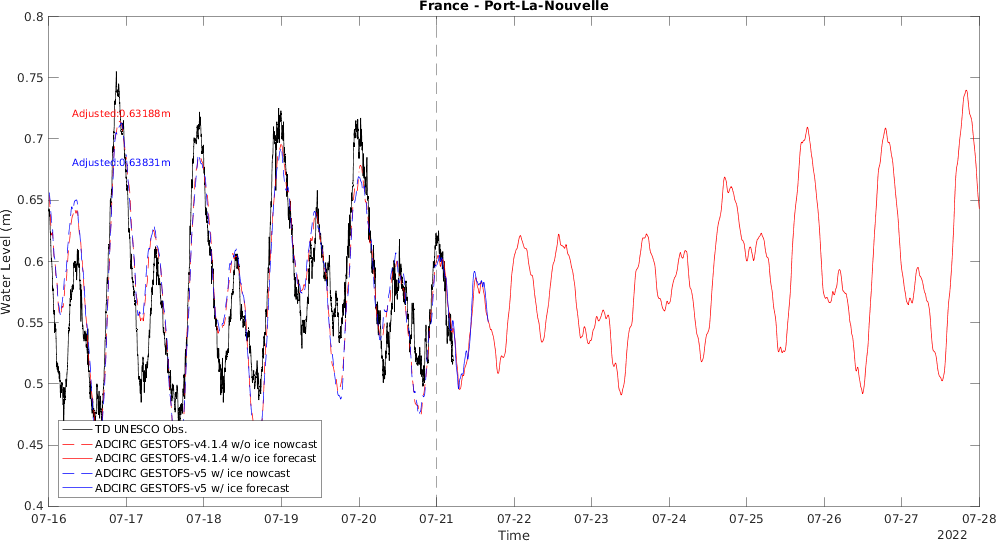 France - Port-La-Nouvelle
0.8
0.75
0.7
0.65
0.6
0.55
0.5
0.45
0.4
Water Level (m)
Adjusted:0.63188m
Adjusted:0.63831m
TD UNESCO Obs.
ADCIRC GESTOFS-v4.1.4 w/o ice nowcast
ADCIRC GESTOFS-v4.1.4 w/o ice forecast
ADCIRC GESTOFS-v5 w/ ice nowcast
ADCIRC GESTOFS-v5 w/ ice forecast
07-16 07-17 07-18 07-19 07-20 07-21 07-22 07-23 07-24 07-25 07-26 07-27 07-28
Time
2022